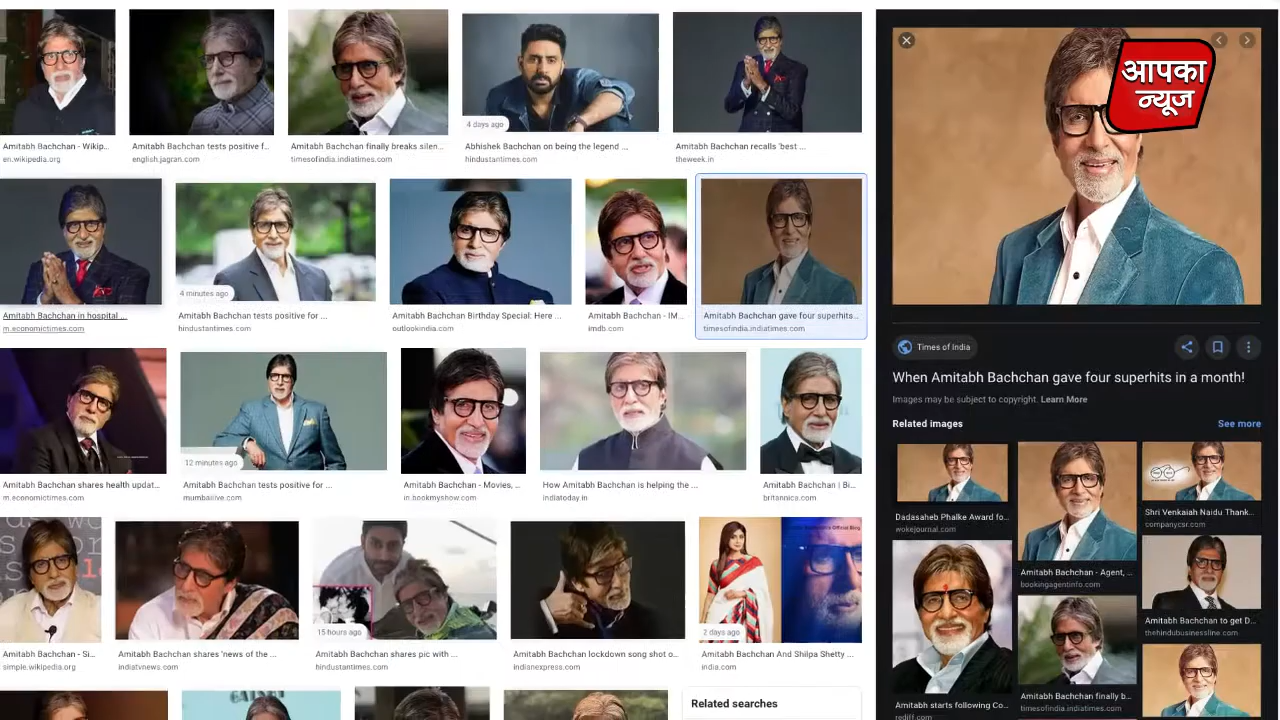 Amitabh Bachchan - Wikip...
en.wikipedia.org
Amitabh Bachchan tests positive f...
english.jagran.com
Amitabh Bachchan finally breaks silen...
timesofindia.indiatimes.com
4 days ago
Abhishek Bachchan on being the legend ...
hindustantimes.com
Amitabh Bachchan recalls 'best ...
theweek.in
Amitabh Bachchan in hospital ...
m.economictimes.com
4 minutes ago
Amitabh Bachchan tests positive for ...
hindustantimes.com
Amitabh Bachchan Birthday Special: Here ...
outlookindia.com
Amitabh Bachchan - IM...
imdb.com
Amitabh Bachchan gave four superhits...
timesofindia.indiatimes.com
Amitabh Bachchan shares health updat...
m.economictimes.com
12 minutes ago
Amitabh Bachchan tests positive for ...
mumbailive.com
Amitabh Bachchan - Movies, ...
in.bookmyshow.com
How Amitabh Bachchan is helping the ...
indiatoday.in
Amitabh Bachchan | Bi...
britannica.com
Amitabh Bachchan - Si...
simple.wikipedia.org
Amitabh Bachchan shares 'news of the ...
indiatvnews.com
15 hours ago
Amitabh Bachchan shares pic with ...
hindustantimes.com
Amitabh Bachchan lockdown song shot o...
indianexpress.com
2 days ago
Amitabh Bachchan And Shilpa Shetty ...
india.com
Related searches
आपका
न्यूज
Times of India
When Amitabh Bachchan gave four superhits in a month!
Images may be subject to copyright. Learn More
Related images
See more
Dadasaheb Phalke Award fo...
wokejournal.com
Amitabh Bachchan - Agent, ...
bookingagentinfo.com
Shri Venkaiah Naidu Thank...
companycsr.com
Amitabh Bachchan to get D...
thehindubusinessline.com
Amitabh starts following Co...
rediff.com
Amitabh Bachchan finally b...
timesofindia.indiatimes.com